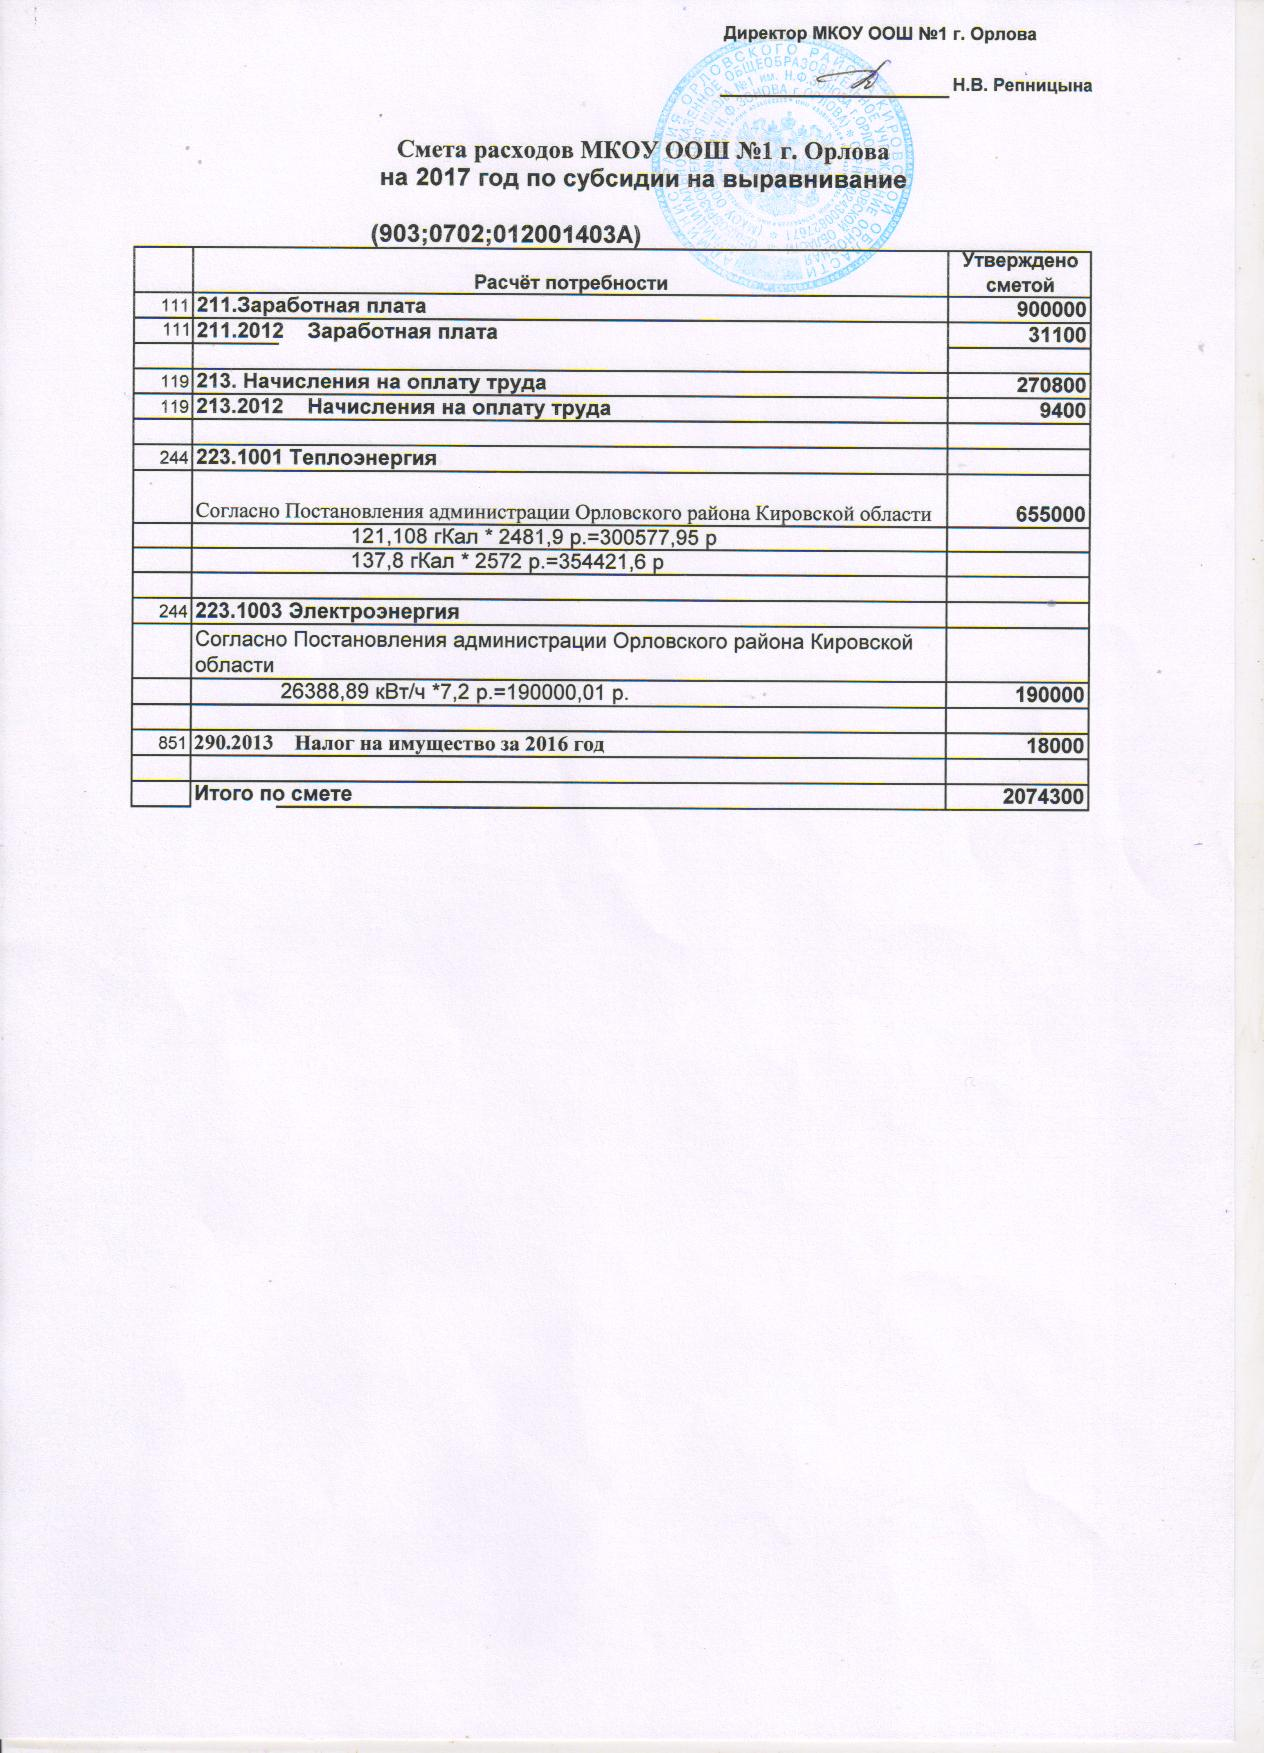 Директор МКОУ ООШ №1 г. Орлова
Н.В. Репницына
Смета расходов МКОУ ООШ №1 г. Орлова
на 2017 год по субсидии на выравнивание
(903;0702;012001403А)
Расчёт потребности Утверждено сметой
111 211.Заработная плата 900000
111 211.2012 Заработная плата 31100
119 213. Начисления на оплату труда 270800
119 213.2012 Начисления на оплату труда 9400
244 223.1001 Теплоэнергия
Согласно Постановления администрации Орловского района Кировской области 655000
121,108 гКал * 2481,9 р.=300577,95 р
137,8 гКал * 2572 р.=354421,6 р
244 223.1003 Электроэнергия
Согласно Постановления администрации Орловского района Кировской
области
26388,89 кВт/ч *7,2 р.=190000,01 р. 190000
851 290.2013 Налог на имущество за 2016 год 18000
Итого по смете 2074300